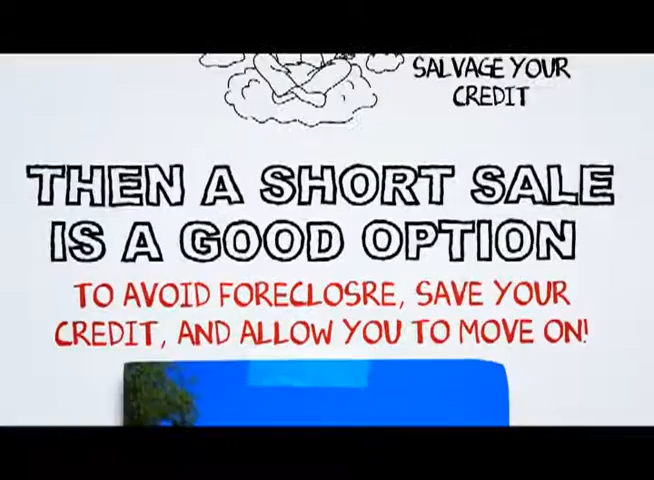 SALVAGE YOUR
CREDIT
THEN A SHORT SALE
IS A GOOD OPTION
TO AVOID FORECLOSRE, SAVE YOUR
CREDIT, AND ALLOW YOU TO MOVE ON!